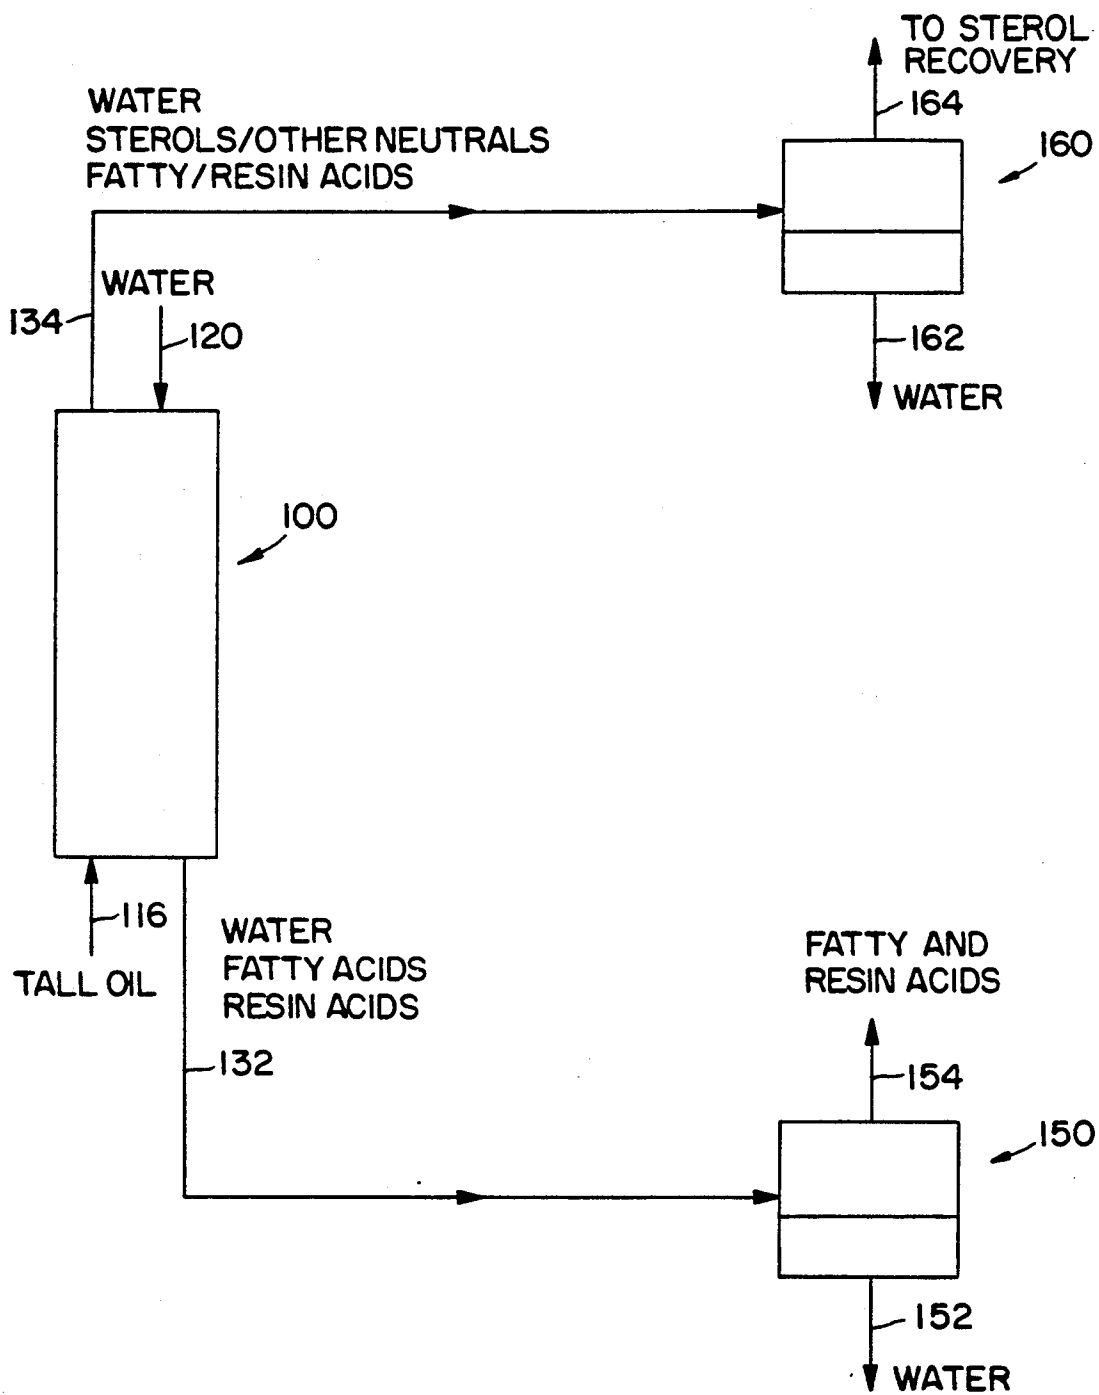 TO STEROL
RECOVERY
164
160
WATER
STEROLS/OTHER NEUTRALS
FATTY/RESIN ACIDS
WATER
134
120
162
WATER
100
116
TALL OIL
WATER
FATTY ACIDS
RESIN ACIDS
132
FATTY AND
RESIN ACIDS
154
150
152
WATER